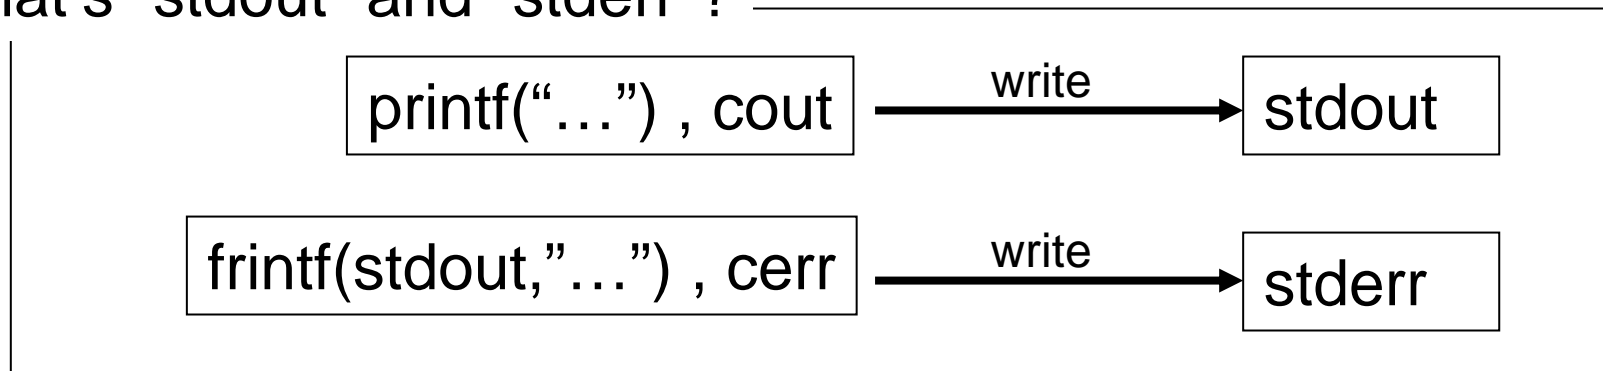 stdout and stderr ?
printf(“…”) , cout
write
stdout
frintf(stdout,”…”) , cerr
write
stderr